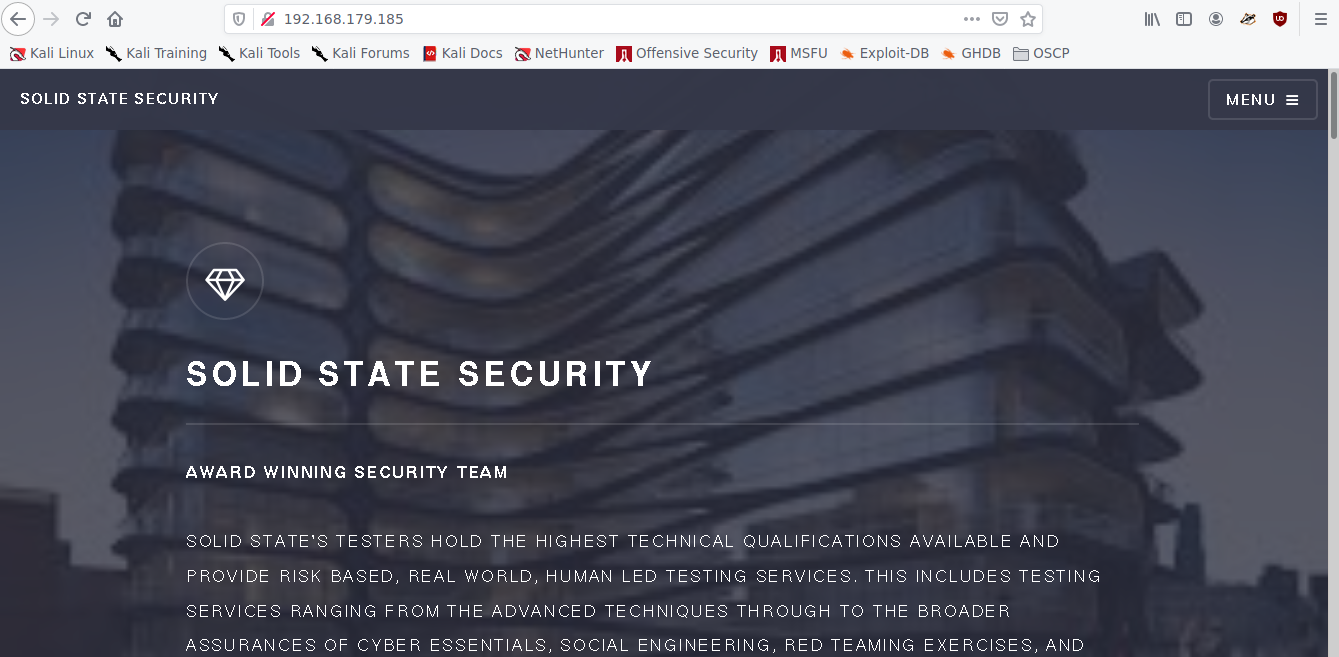 192.168.179.185
Kali Linux Kali Training Kali Tools Kali Forums Kali Docs NetHunter Offensive Security MSFU Exploit-DB GHDB OSCP
SOLID STATE SECURITY
MENU
SOLID STATE SECURITY
AWARD WINNING SECURITY TEAM
SOLID STATE'S TESTERS HOLD THE HIGHEST TECHNICAL QUALIFICATIONS AVAILABLE AND
PROVIDE RISK BASED, REAL WORLD, HUMAN LED TESTING SERVICES. THIS INCLUDES TESTING
SERVICES RANGING FROM THE ADVANCED TECHNIQUES THROUGH TO THE BROADER
ASSURANCES OF CYBER ESSENTIALS, SOCIAL ENGINEERING, RED TEAMING EXERCISES, AND